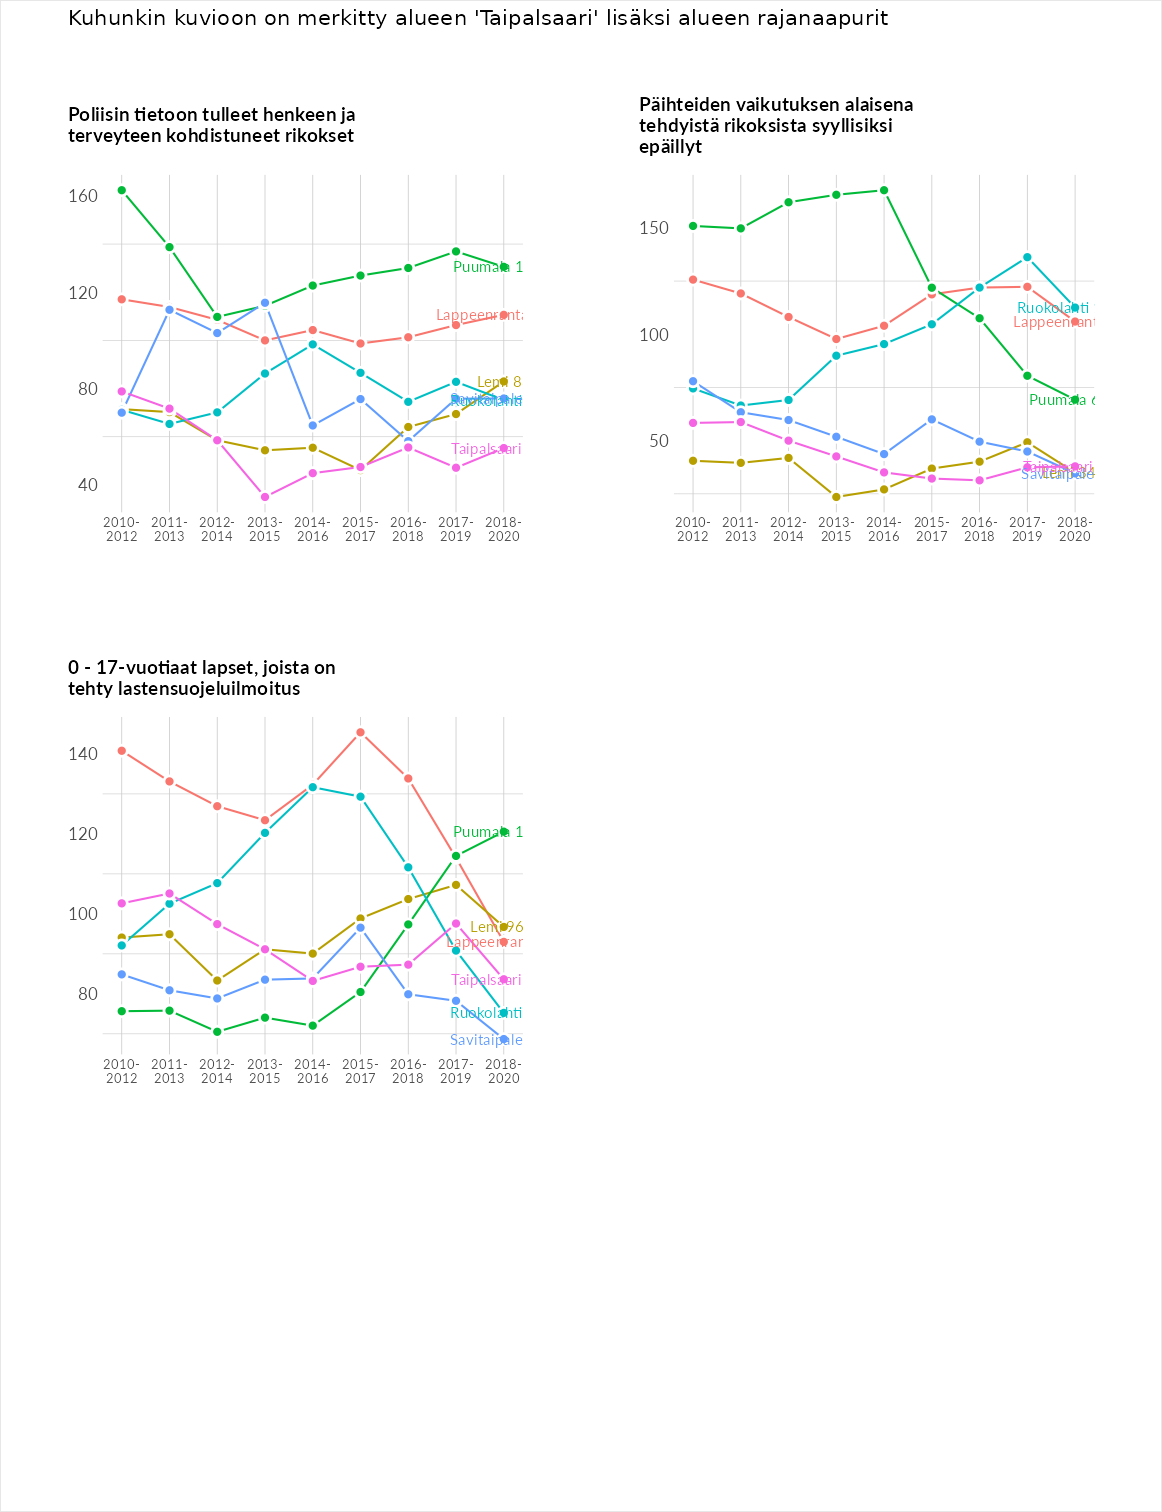 Kuhunkin kuvioon on merkitty alueen 'Taipalsaari' lisäksi alueen rajanaapurit
Poliisin tietoon tulleet henkeen ja
terveyteen kohdistuneet rikokset
160
120
80
40
Puumala 1
Lappeenranta
Lemi 8
Savitaipale
Ruokolahti
Taipalsaari
2010- 2011- 2012- 2013- 2014- 2015- 2016- 2017- 2018-
2012 2013 2014 2015 2016 2017 2018 2019 2020
Päihteiden vaikutuksen alaisena
tehdyistä rikoksista syyllisiksi
epäillyt
150
100
50
Ruokolahti
Lappeenrant
Puumala 6
Taipalsaari
Lemi 34
Savitaipale
2010- 2011- 2012- 2013- 2014- 2015- 2016- 2017- 2018-
2012 2013 2014 2015 2016 2017 2018 2019 2020
0 - 17-vuotiaat lapset, joista on
tehty lastensuojeluilmoitus
140
120
100
80
Puumala 1
Lemi 96
Lappeenran
Taipalsaari
Ruokolahti
Savitaipale
2010- 2011- 2012- 2013- 2014- 2015- 2016- 2017- 2018-
2012 2013 2014 2015 2016 2017 2018 2019 2020